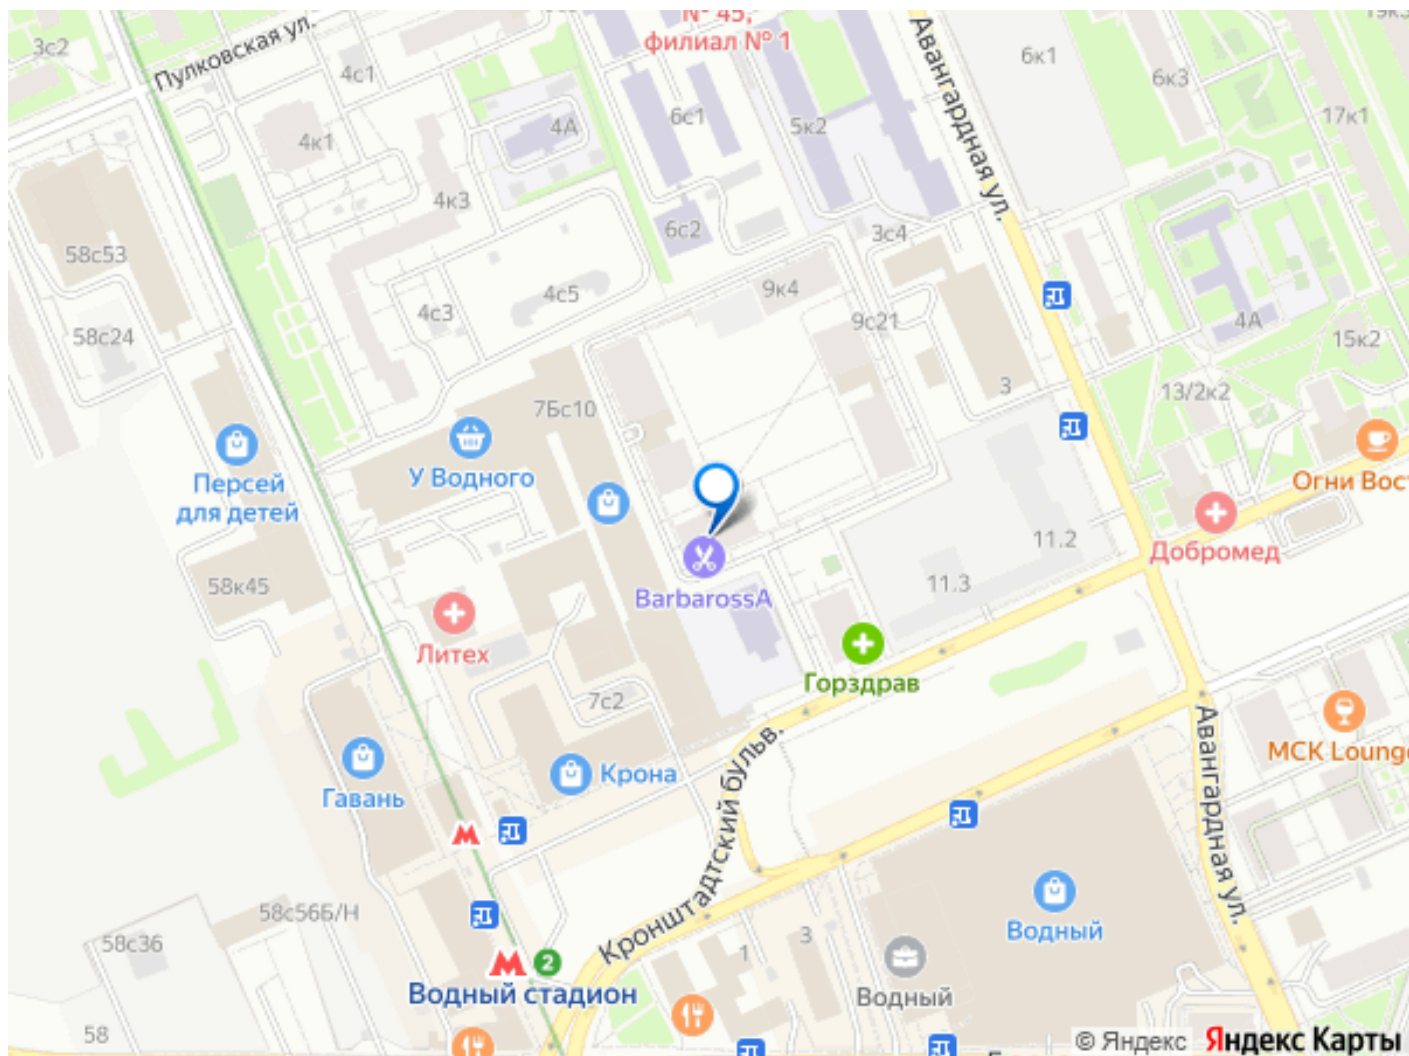 № 45,
филиал № 1
3с2
Пулковская ул.
4с1
Авангардная ул.
6к1
6к3
17к1
4к1
4А
6с1
5к2
4к3
6с2
3с4
58с53
4с3
4с5
9к4
9с21
4А
58с24
15к2
3
13/2к2
7Бс10
Персей
для детей
У Водного
Огни Вост
11.2
Добромед
58к45
BarbarossA
11.3
Литех
Горздрав
7с2
Авангардная ул.
MCK Lounge
Гавань
Крона
Кронштадтский бульв.
58с56Б/Н
58с36
1
3
Водный
Водный
2
Водный стадион
58
© Яндекс
Яндекс Карты